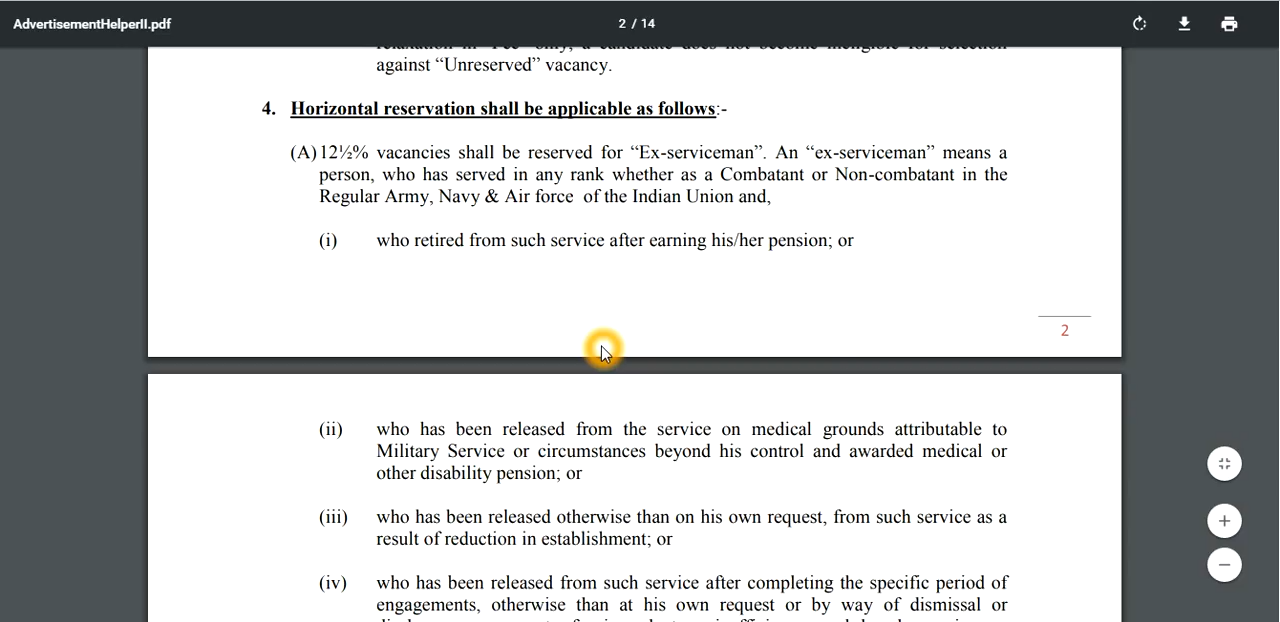 AdvertisementHelperII.pdf
2 / 14
against “Unreserved” vacancy.
4. Horizontal reservation shall be applicable as follows:-
(A) 12½% vacancies shall be reserved for “Ex-serviceman”. An “ex-serviceman” means a
person, who has served in any rank whether as a Combatant or Non-combatant in the
Regular Army, Navy & Air force of the Indian Union and,
(i) who retired from such service after earning his/her pension; or
2
(ii) who has been released from the service on medical grounds attributable to
Military Service or circumstances beyond his control and awarded medical or
other disability pension; or
(iii) who has been released otherwise than on his own request, from such service as a
result of reduction in establishment; or
(iv) who has been released from such service after completing the specific period of
engagements, otherwise than at his own request or by way of dismissal or